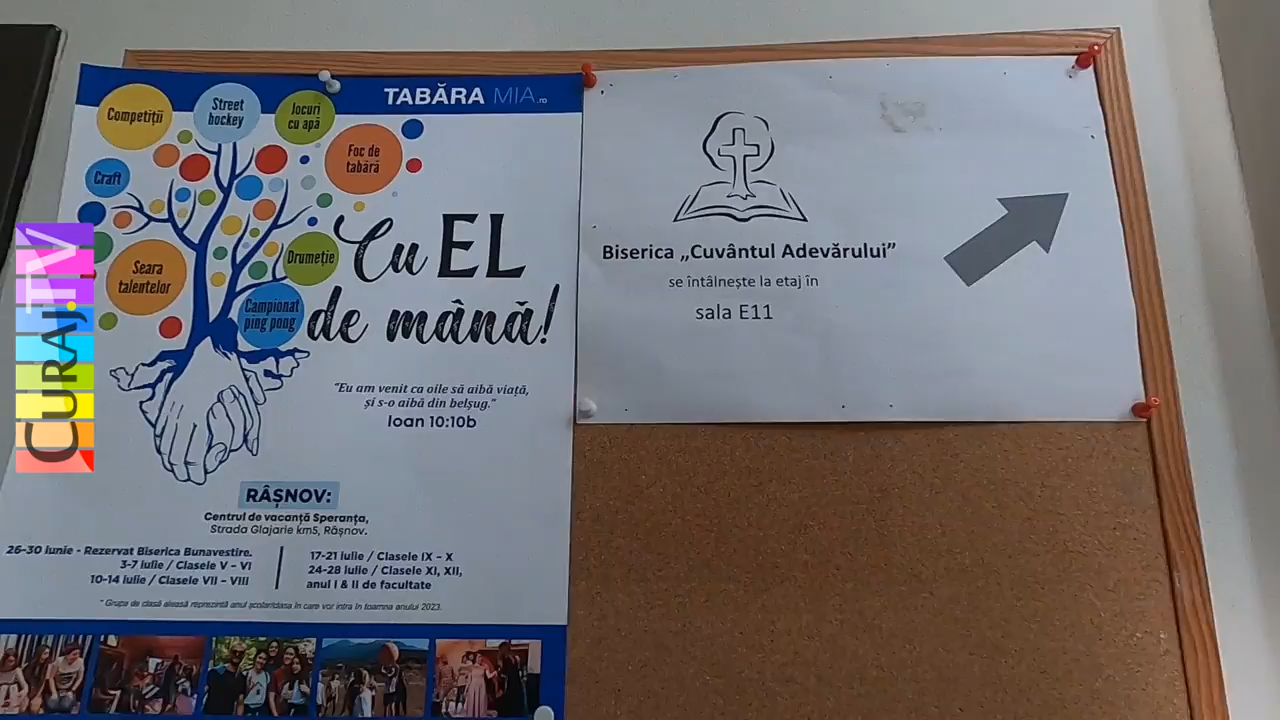 TABĂRA MIA.ro
Competiții
Street
hockey
Jocuri
cu apă
Foc de
tabără
Craft
Seara
talentelor
Drumeție
Campionat
ping pong
Cu EL
de mână!
"Eu am venit ca oile să aibă viață,
și s-o aibă din belșug."
Ioan 10:10b
RÂȘNOV:
Centrul de vacanță Speranța,
Strada Glajarie km5, Râșnov.
26-30 iunie - Rezervat Biserica Bunavestire.
3-7 iulie / Clasele V - VI
10-14 iulie / Clasele VII - VIII
17-21 iulie / Clasele IX - X
24-28 iulie / Clasele XI, XII,
anul I & II de facultate
* Grupa de clasă aleasă reprezintă anul școlar/clasa în care vor intra în toamna anului 2023.
Biserica „Cuvântul Adevărului”
se întâlnește la etaj în
sala E11
CURAJ.TV